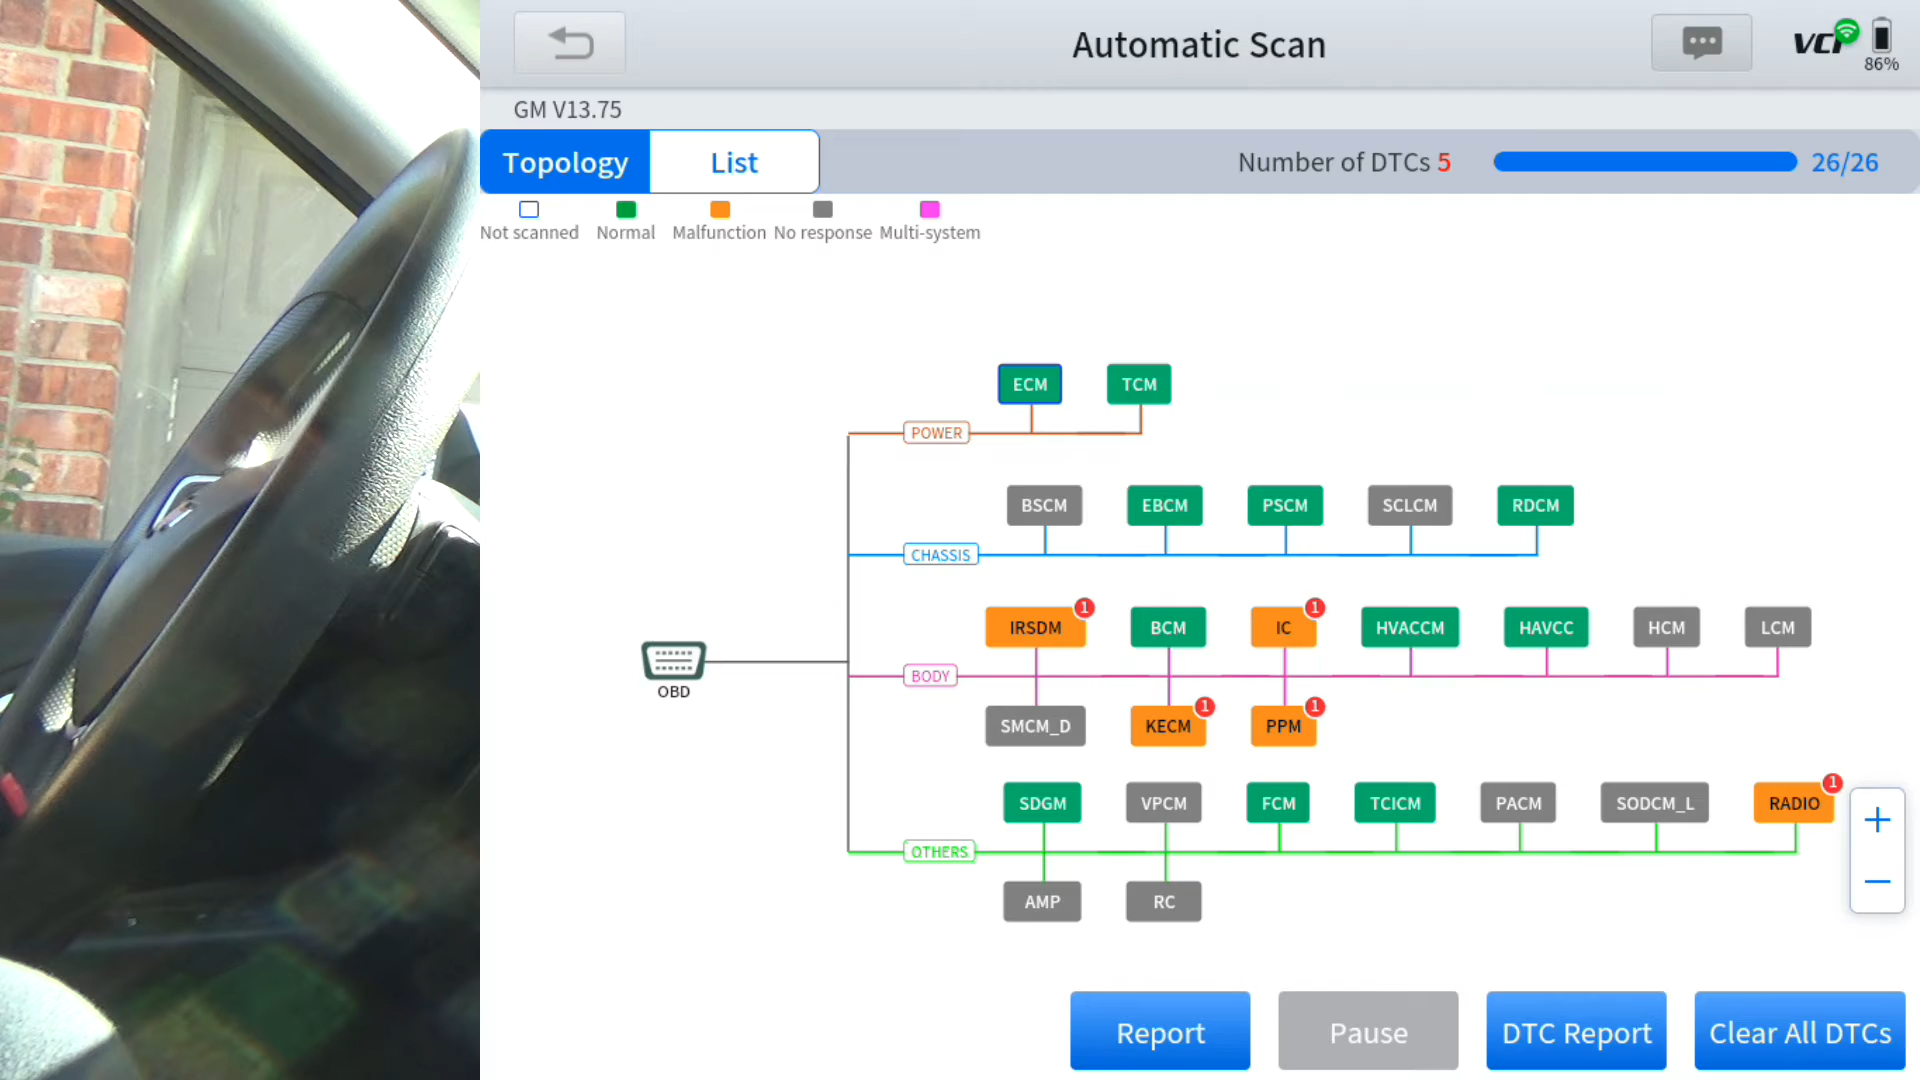 Automatic Scan
VCI
86%
GM V13.75
Topology
List
Number of DTCs 5
26/26
Not scanned
Normal
Malfunction
No response
Multi-system
ECM
TCM
POWER
BSCM
EBCM
PSCM
SCLCM
RDCM
CHASSIS
IRSDM
1
BCM
IC
1
HVACCM
HAVCC
HCM
LCM
OBD
BODY
SMCM_D
KECM
1
PPM
1
SDGM
VPCM
FCM
TCICM
PACM
SODCM_L
RADIO
1
+
OTHERS
−
AMP
RC
Report
Pause
DTC Report
Clear All DTCs